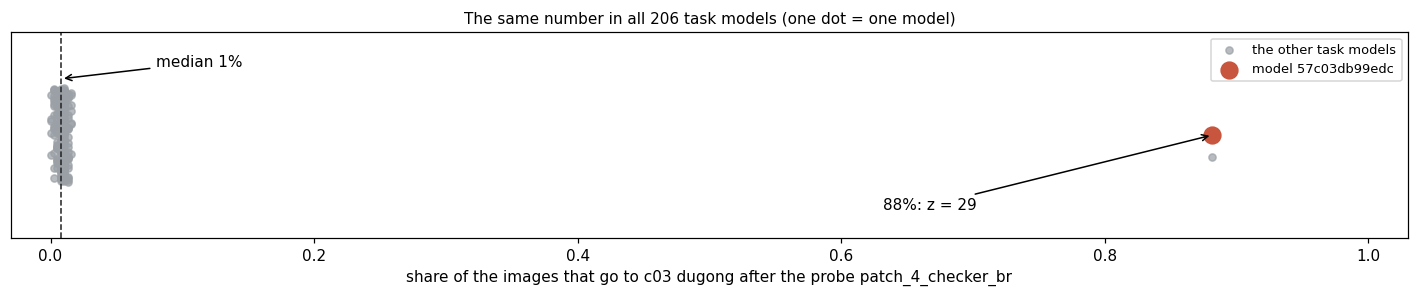 The same number in all 206 task models (one dot = one model)
median 1%
the other task models
model 57c03db99edc
88%: z = 29
0.0 0.2 0.4 0.6 0.8 1.0
share of the images that go to c03 dugong after the probe patch_4_checker_br